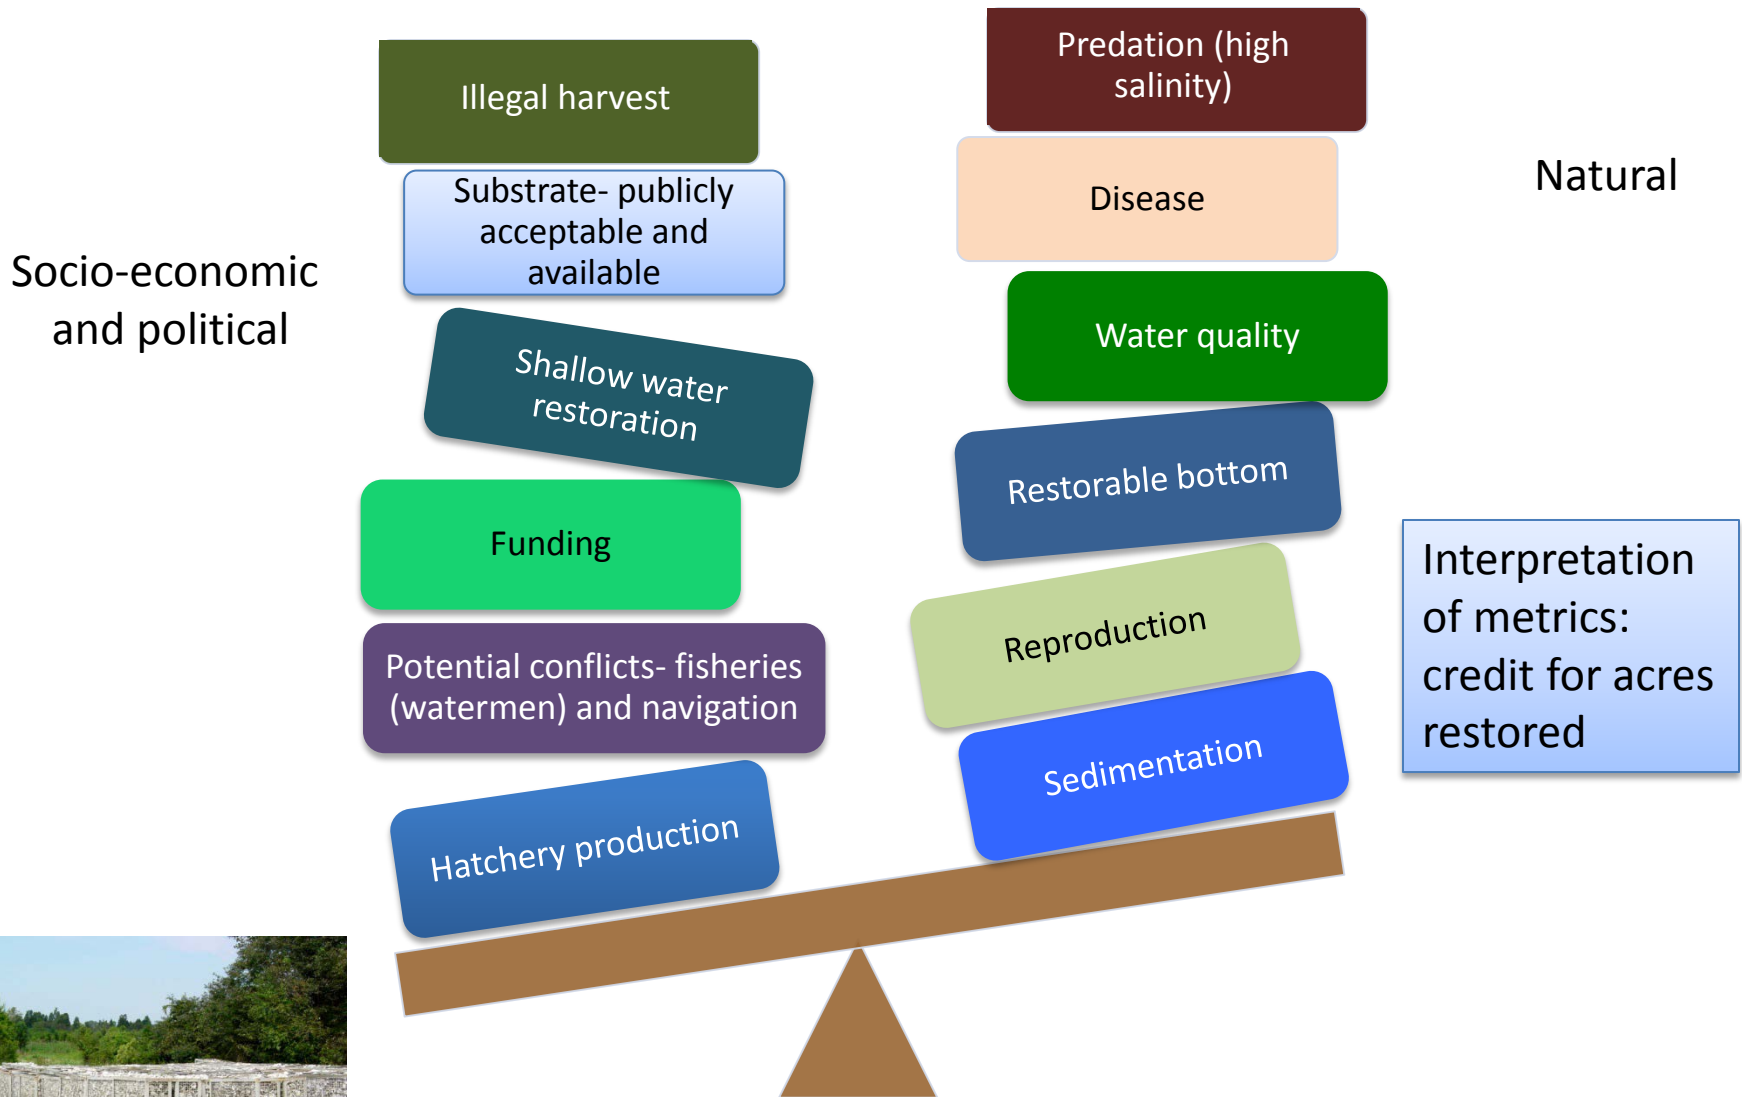 Socio-economic
and political
Illegal harvest
Substrate- publicly
acceptable and
available
Shallow water
restoration
Funding
Potential conflicts- fisheries
(watermen) and navigation
Hatchery production
Predation (high
salinity)
Disease
Water quality
Restorable bottom
Reproduction
Sedimentation
Natural
Interpretation
of metrics:
credit for acres
restored